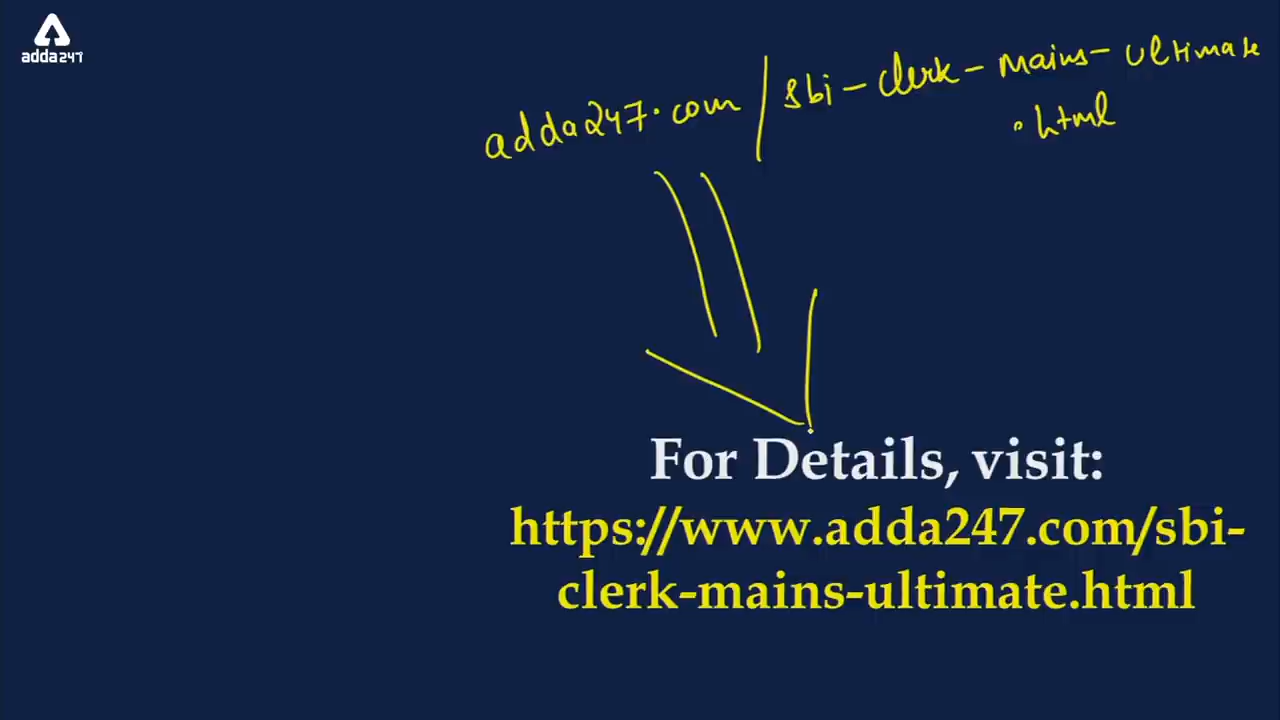 adda247
adda247.com/sbi-clerk-mains-ultimate
.html
For Details, visit:
https://www.adda247.com/sbi-
clerk-mains-ultimate.html